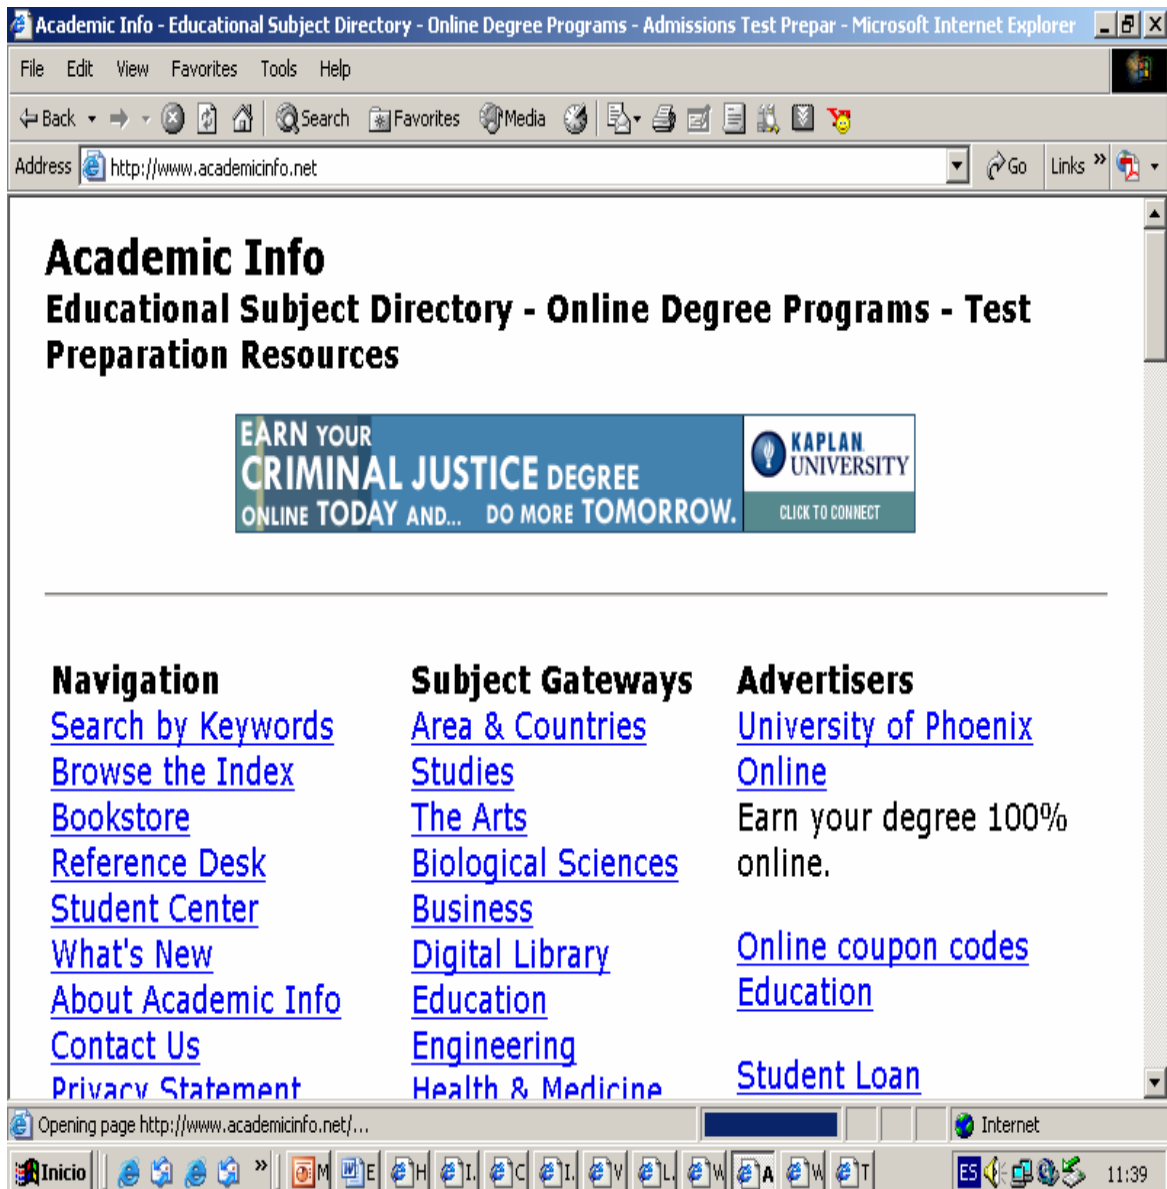 Academic Info - Educational Subject Directory - Online Degree Programs - Admissions Test Prepar - Microsoft Internet Explorer
File Edit View Favorites Tools Help
Back Search Favorites Media
Address http://www.academicinfo.net Go Links »
Academic Info
Educational Subject Directory - Online Degree Programs - Test
Preparation Resources
EARN YOUR
CRIMINAL JUSTICE DEGREE
ONLINE TODAY AND... DO MORE TOMORROW.
KAPLAN
UNIVERSITY
CLICK TO CONNECT
Navigation
Search by Keywords
Browse the Index
Bookstore
Reference Desk
Student Center
What's New
About Academic Info
Contact Us
Privacy Statement
Subject Gateways
Area & Countries
Studies
The Arts
Biological Sciences
Business
Digital Library
Education
Engineering
Health & Medicine
Advertisers
University of Phoenix
Online
Earn your degree 100%
online.
Online coupon codes
Education
Student Loan
Opening page http://www.academicinfo.net/... Internet
Inicio » M E H I. C I. V L. W A W T ES 11:39